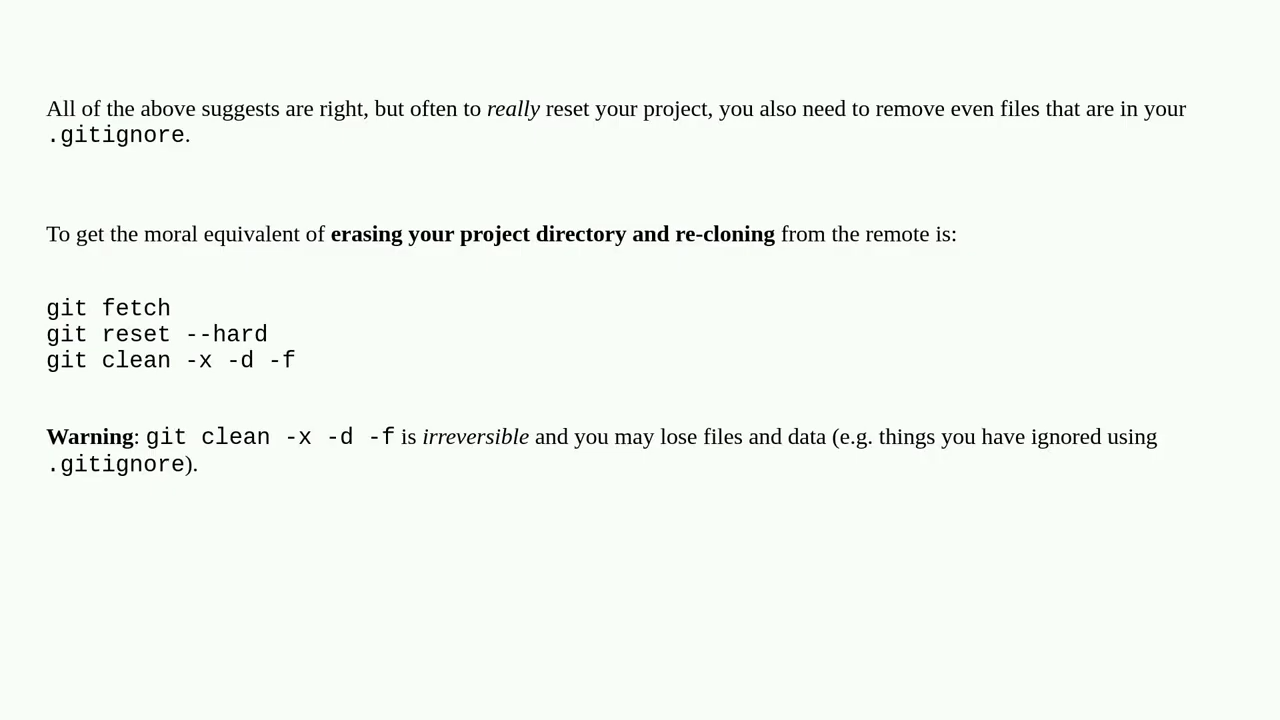 All of the above suggests are right, but often to really reset your project, you also need to remove even files that are in your
.gitignore.
To get the moral equivalent of erasing your project directory and re-cloning from the remote is:
git fetch
git reset --hard
git clean -x -d -f
Warning: git clean -x -d -f is irreversible and you may lose files and data (e.g. things you have ignored using
.gitignore).